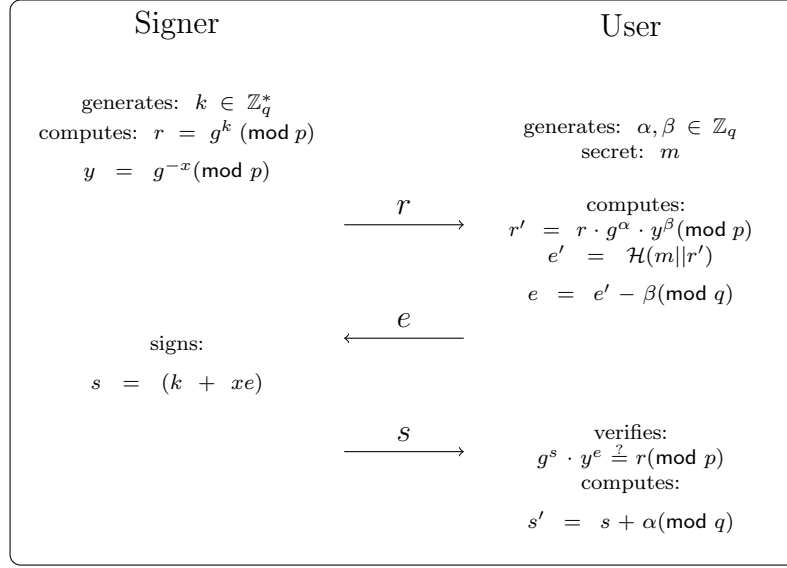 Signer
generates: k ∈ ℤ*_q
computes: r = g^k (mod p)
y = g^{-x}(mod p)
User
generates: α, β ∈ ℤ_q
secret: m
r
computes:
r′ = r · g^α · y^β(mod p)
e′ = ℋ(m||r′)
e = e′ − β(mod q)
e
signs:
s = (k + xe)
s
verifies:
g^s · y^e ≟ r(mod p)
computes:
s′ = s + α(mod q)